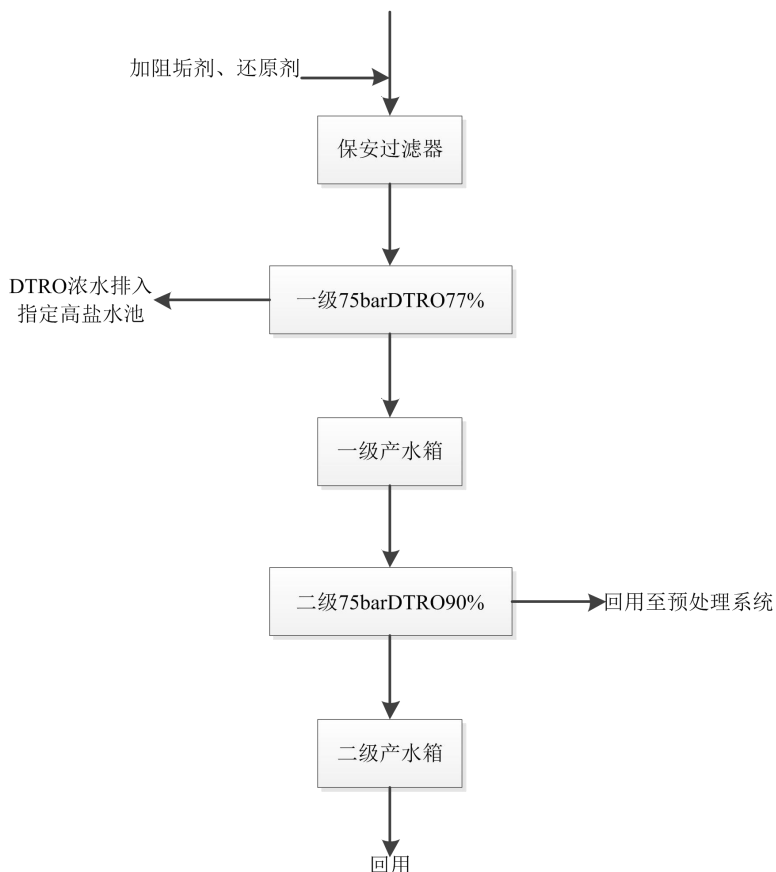 加阻垢剂、还原剂
保安过滤器
DTRO浓水排入
指定高盐水池
一级75barDTRO77%
一级产水箱
二级75barDTRO90%
回用至预处理系统
二级产水箱
回用